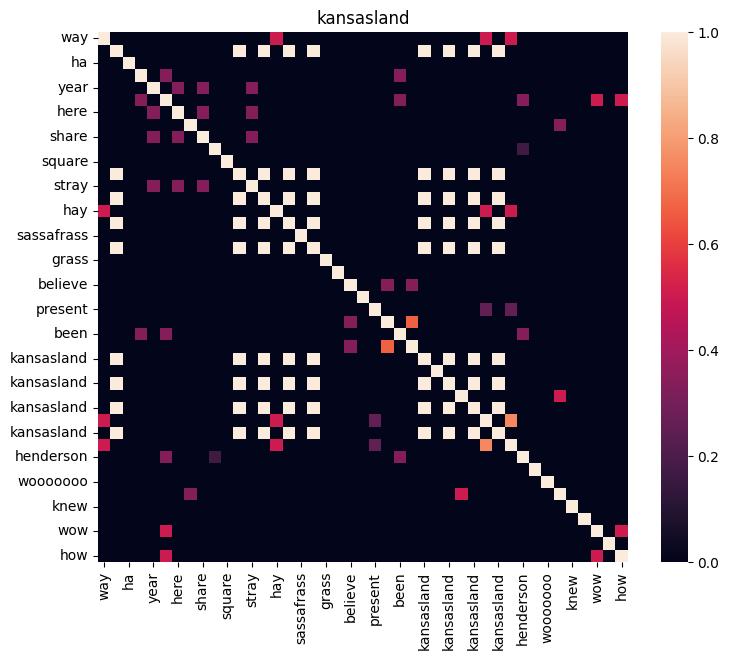 kansasland
way
ha
year
here
share
square
stray
hay
sassafrass
grass
believe
present
been
kansasland
kansasland
kansasland
kansasland
henderson
wooooooo
knew
wow
how
1.0
0.8
0.6
0.4
0.2
0.0
way
ha
year
here
share
square
stray
hay
sassafrass
grass
believe
present
been
kansasland
kansasland
kansasland
kansasland
henderson
wooooooo
knew
wow
how